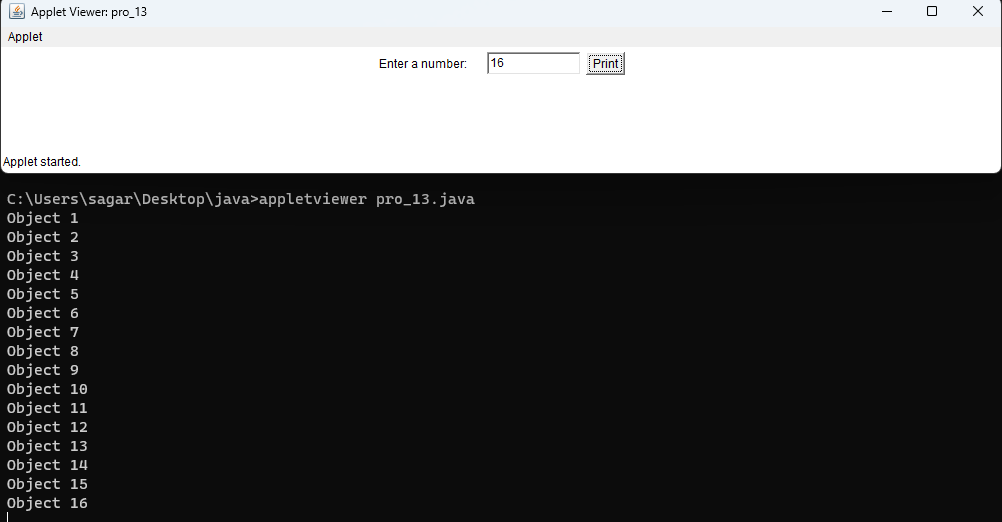 Applet Viewer: pro_13
Applet
Enter a number: 16 Print
Applet started.
C:\Users\sagar\Desktop\java>appletviewer pro_13.java
Object 1
Object 2
Object 3
Object 4
Object 5
Object 6
Object 7
Object 8
Object 9
Object 10
Object 11
Object 12
Object 13
Object 14
Object 15
Object 16